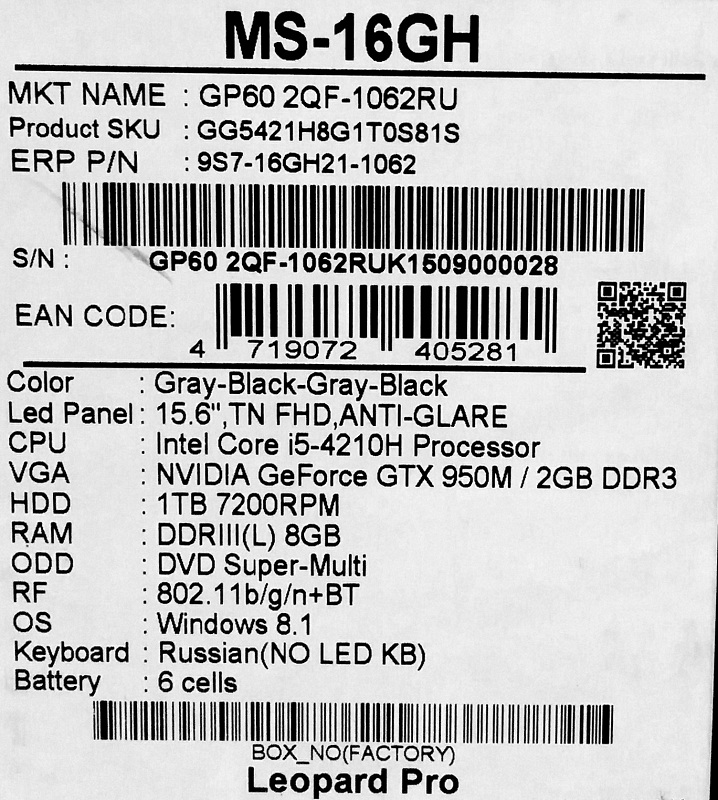 MS-16GH
MKT NAME : GP60 2QF-1062RU
Product SKU : GG5421H8G1T0S81S
ERP P/N : 9S7-16GH21-1062
S/N : GP60 2QF-1062RUK1509000028
EAN CODE: 4 719072 405281
Color : Gray-Black-Gray-Black
Led Panel : 15.6",TN FHD,ANTI-GLARE
CPU : Intel Core i5-4210H Processor
VGA : NVIDIA GeForce GTX 950M / 2GB DDR3
HDD : 1TB 7200RPM
RAM : DDRIII(L) 8GB
ODD : DVD Super-Multi
RF : 802.11b/g/n+BT
OS : Windows 8.1
Keyboard : Russian(NO LED KB)
Battery : 6 cells
BOX_NO(FACTORY)
Leopard Pro